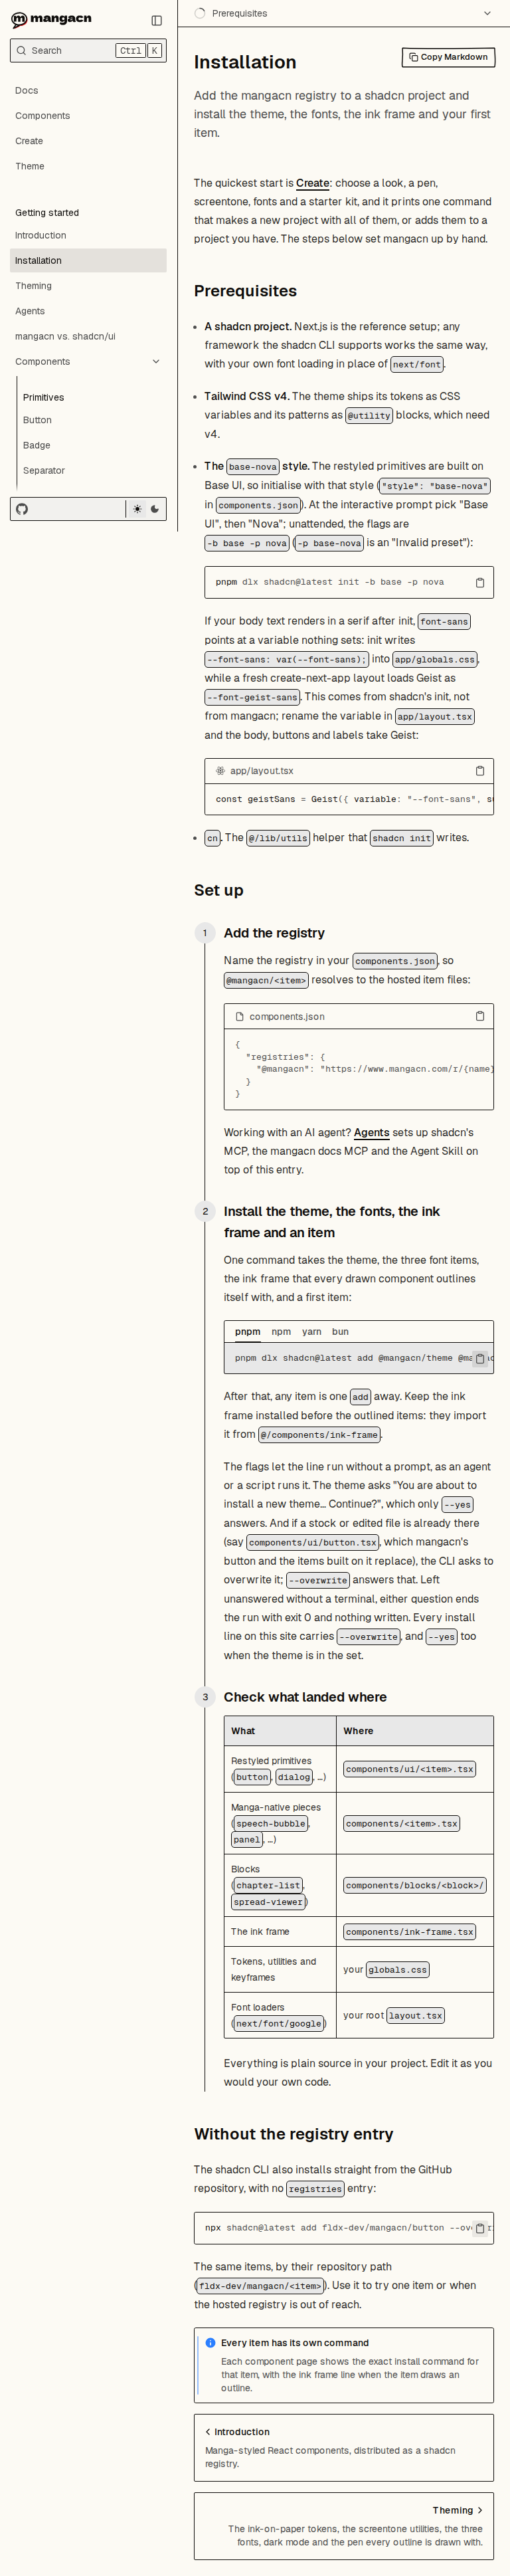 mangacn
Search
Ctrl K
Docs
Components
Create
Theme
Getting started
Introduction
Installation
Theming
Agents
mangacn vs. shadcn/ui
Components
Primitives
Button
Badge
Separator
Prerequisites
Installation
Copy Markdown
Add the mangacn registry to a shadcn project and
install the theme, the fonts, the ink frame and your first
item.
The quickest start is Create: choose a look, a pen,
screentone, fonts and a starter kit, and it prints one command
that makes a new project with all of them, or adds them to a
project you have. The steps below set mangacn up by hand.
Prerequisites
A shadcn project. Next.js is the reference setup; any
framework the shadcn CLI supports works the same way,
with your own font loading in place of next/font.
Tailwind CSS v4. The theme ships its tokens as CSS
variables and its patterns as @utility blocks, which need
v4.
The base-nova style. The restyled primitives are built on
Base UI, so initialise with that style ("style": "base-nova"
in components.json). At the interactive prompt pick "Base
UI", then "Nova"; unattended, the flags are
-b base -p nova (-p base-nova is an "Invalid preset"):
pnpm dlx shadcn@latest init -b base -p nova
If your body text renders in a serif after init, font-sans
points at a variable nothing sets: init writes
--font-sans: var(--font-sans); into app/globals.css,
while a fresh create-next-app layout loads Geist as
--font-geist-sans. This comes from shadcn's init, not
from mangacn; rename the variable in app/layout.tsx
and the body, buttons and labels take Geist:
app/layout.tsx
const geistSans = Geist({ variable: "--font-sans", su
cn. The @/lib/utils helper that shadcn init writes.
Set up
1
Add the registry
Name the registry in your components.json, so
@mangacn/<item> resolves to the hosted item files:
components.json
{
"registries": {
"@mangacn": "https://www.mangacn.com/r/{name}
}
}
Working with an AI agent? Agents sets up shadcn's
MCP, the mangacn docs MCP and the Agent Skill on
top of this entry.
2
Install the theme, the fonts, the ink
frame and an item
One command takes the theme, the three font items,
the ink frame that every drawn component outlines
itself with, and a first item:
pnpm npm yarn bun
pnpm dlx shadcn@latest add @mangacn/theme
After that, any item is one add away. Keep the ink
frame installed before the outlined items: they import
it from @/components/ink-frame.
The flags let the line run without a prompt, as an agent
or a script runs it. The theme asks "You are about to
install a new theme… Continue?", which only --yes
answers. And if a stock or edited file is already there
(say components/ui/button.tsx, which mangacn's
button and the items built on it replace), the CLI asks to
overwrite it; --overwrite answers that. Left
unanswered without a terminal, either question ends
the run with exit 0 and nothing written. Every install
line on this site carries --overwrite, and --yes too
when the theme is in the set.
3
Check what landed where
What Where
Restyled primitives
(button, dialog, …)
components/ui/<item>.tsx
Manga-native pieces
(speech-bubble,
panel, …)
components/<item>.tsx
Blocks
(chapter-list,
spread-viewer)
components/blocks/<block>/
The ink frame
components/ink-frame.tsx
Tokens, utilities and
keyframes
your globals.css
Font loaders
(next/font/google)
your root layout.tsx
Everything is plain source in your project. Edit it as you
would your own code.
Without the registry entry
The shadcn CLI also installs straight from the GitHub
repository, with no registries entry:
npx shadcn@latest add fldx-dev/mangacn/button
The same items, by their repository path
(fldx-dev/mangacn/<item>). Use it to try one item or when
the hosted registry is out of reach.
Every item has its own command
Each component page shows the exact install command for
that item, with the ink frame line when the item draws an
outline.
Introduction
Manga-styled React components, distributed as a shadcn
registry.
Theming
The ink-on-paper tokens, the screentone utilities, the three
fonts, dark mode and the pen every outline is drawn with.